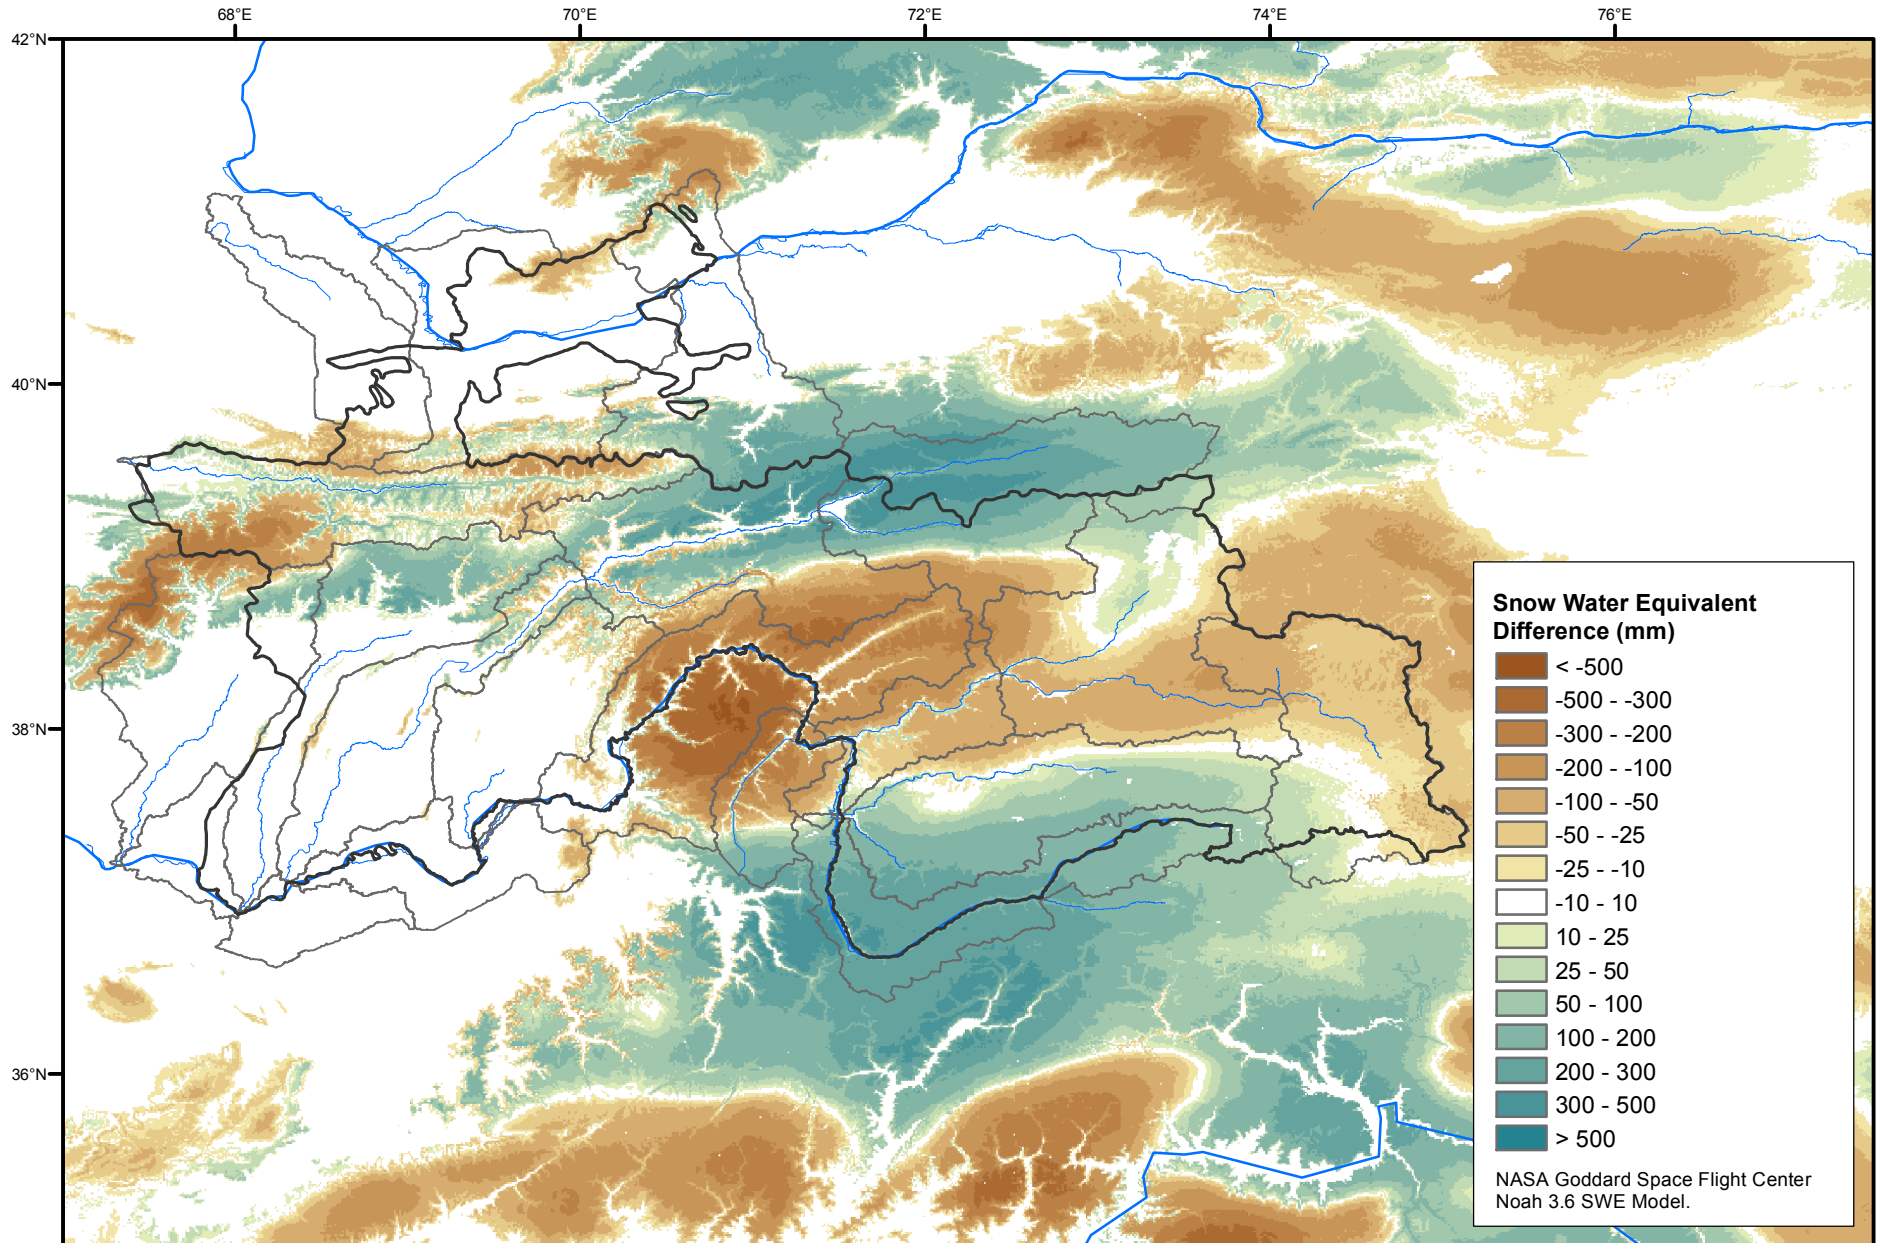 68°E
70°E
72°E
74°E
76°E
42°N
40°N
38°N
36°N
Snow Water Equivalent
Difference (mm)
< -500
-500 - -300
-300 - -200
-200 - -100
-100 - -50
-50 - -25
-25 - -10
-10 - 10
10 - 25
25 - 50
50 - 100
100 - 200
200 - 300
300 - 500
> 500
NASA Goddard Space Flight Center
Noah 3.6 SWE Model.